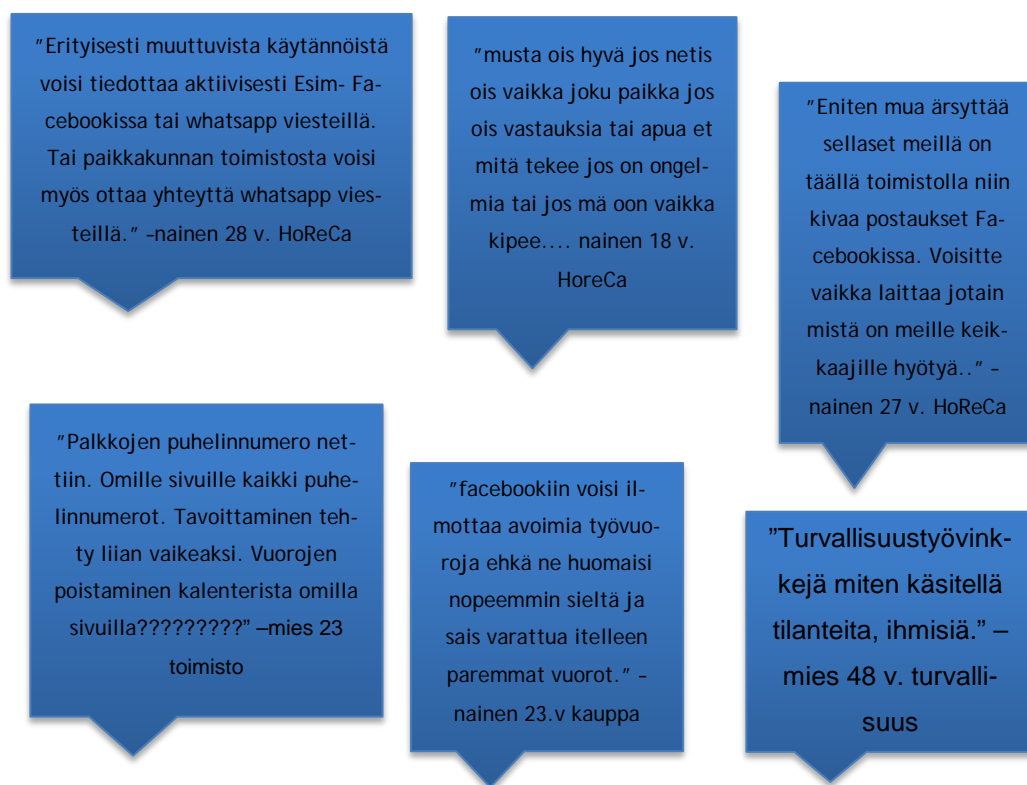 "Erityisesti muuttuvista käytännöistä
voisi tiedottaa aktiivisesti Esim- Fa-
cebookissa tai whatsapp viesteillä.
Tai paikkakunnan toimistosta voisi
myös ottaa yhteyttä whatsapp vies-
teillä." –nainen 28 v. HoReCa
"musta ois hyvä jos netis
ois vaikka joku paikka jos
ois vastauksia tai apua et
mitä tekee jos on ongel-
mia tai jos mä oon vaikka
kipee.... nainen 18 v.
HoreCa
"Eniten mua ärsyttää
sellaset meillä on
täällä toimistolla niin
kivaa postaukset Fa-
cebookissa. Voisitte
vaikka laittaa jotain
mistä on meille keik-
kaajille hyötyä.." –
nainen 27 v. HoReCa
"Palkkojen puhelinnumero net-
tiin. Omille sivuille kaikki puhe-
linnumerot. Tavoittaminen teh-
ty liian vaikeaksi. Vuorojen
poistaminen kalenterista omilla
sivuilla?????????" –mies 23
toimisto
"facebookiin voisi il-
mottaa avoimia työvuo-
roja ehkä ne huomaisi
nopeemmin sieltä ja
sais varattua itelleen
paremmat vuorot." –
nainen 23.v kauppa
"Turvallisuustyövink-
kejä miten käsitellä
tilanteita, ihmisiä." –
mies 48 v. turvalli-
suus